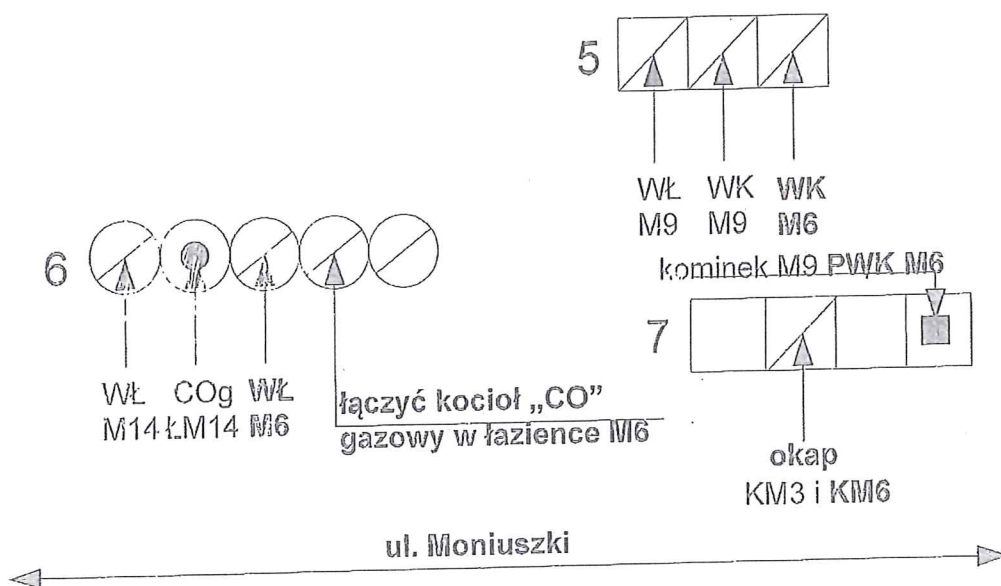 5
WŁ WK WK
M9 M9 M6
6
kominek M9 PWK M6
7
WŁ COg WŁ
M14 ŁM14 M6
łączyć kocioł „CO”
gazowy w łazience M6
okap
KM3 i KM6
ul. Moniuszki